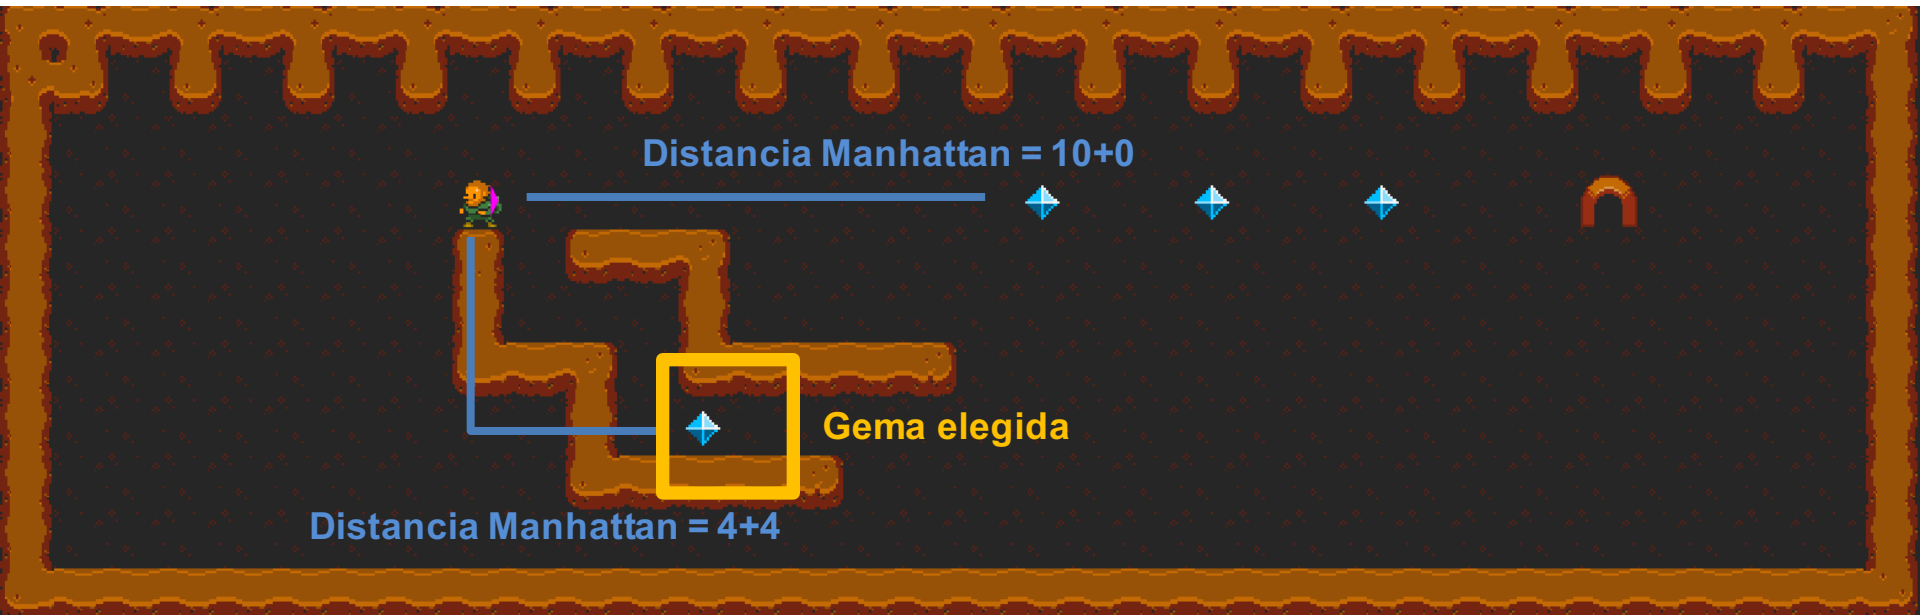 Distancia Manhattan = 10+0
Gema elegida
Distancia Manhattan = 4+4